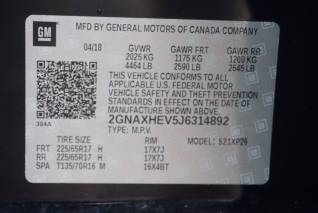 GM
MFD BY GENERAL MOTORS OF CANADA COMPANY
04/18 GVWR GAWR FRT GAWR RR
2025 KG 1175 KG 1200 KG
4464 LB 2590 LB 2645 LB
THIS VEHICLE CONFORMS TO ALL
APPLICABLE U.S. FEDERAL MOTOR
VEHICLE SAFETY AND THEFT
PREVENTION STANDARDS IN EFFECT
ON THE DATE OF MANUFACTURE
SHOWN ABOVE.
2GNAXHEV5J6314892
TYPE: M.P.V.
TIRE SIZE RIM MODEL:
FRT 225/65R17 H 17X7J
RR 225/65R17 H 17X7J
SPA T135/70R16 M 16X4BT